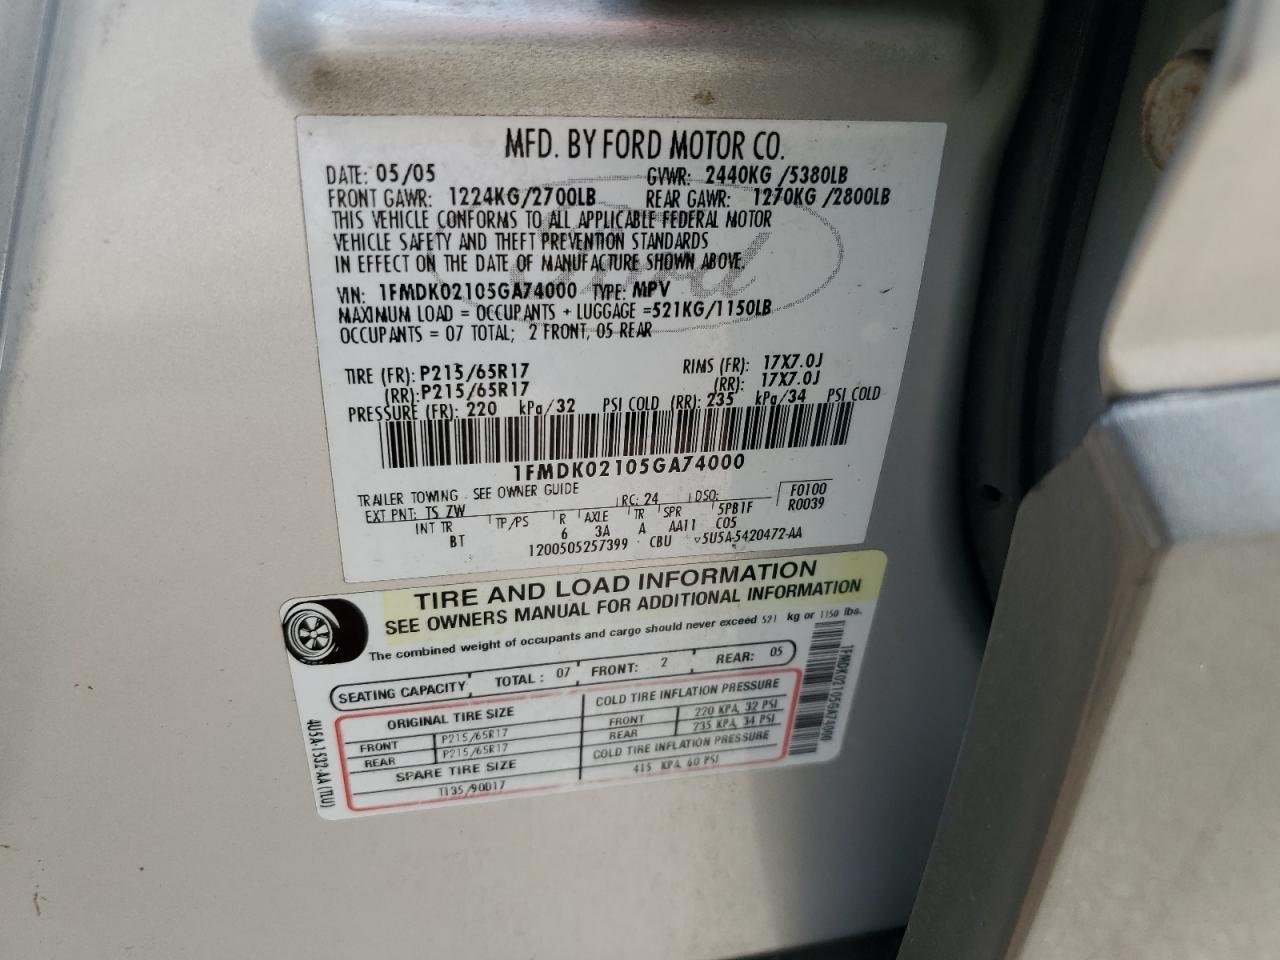 MFD. BY FORD MOTOR CO.
DATE: 05/05 GVWR: 2440KG /5380LB
FRONT GAWR: 1224KG/2700LB REAR GAWR: 1270KG /2800LB
THIS VEHICLE CONFORMS TO ALL APPLICABLE FEDERAL MOTOR
VEHICLE SAFETY AND THEFT PREVENTION STANDARDS
IN EFFECT ON THE DATE OF MANUFACTURE SHOWN ABOVE.
Ford
VIN: 1FMDK02105GA74000 TYPE: MPV
MAXIMUM LOAD = OCCUPANTS + LUGGAGE =521KG/1150LB
OCCUPANTS = 07 TOTAL; 2 FRONT, 05 REAR
TIRE (FR): P215/65R17 RIMS (FR): 17X7.0J
(RR): P215/65R17 (RR): 17X7.0J
PRESSURE (FR): 220 kPa/32 PSI COLD (RR): 235 kPa/34 PSI COLD
1FMDK02105GA74000
TRAILER TOWING - SEE OWNER GUIDE
EXT PNT: TS ZW RC: 24 DSO: F0100
R0039
INT TR TP/PS R AXLE TR SPR 5PB1F
BT 6 3A A AA11 C05
1200505257399 CBU 5U5A-5420472-AA
TIRE AND LOAD INFORMATION
SEE OWNERS MANUAL FOR ADDITIONAL INFORMATION
The combined weight of occupants and cargo should never exceed 521 kg or 1150 lbs.
SEATING CAPACITY TOTAL: 07 FRONT: 2 REAR: 05
ORIGINAL TIRE SIZE COLD TIRE INFLATION PRESSURE
FRONT P215/65R17 FRONT 220 KPA, 32 PSI
REAR P215/65R17 REAR 235 KPA, 34 PSI
SPARE TIRE SIZE COLD TIRE INFLATION PRESSURE
T135/90D17 415 KPA, 60 PSI
4U5A-1532-AA (TLU)
1FMDK02105GA74000